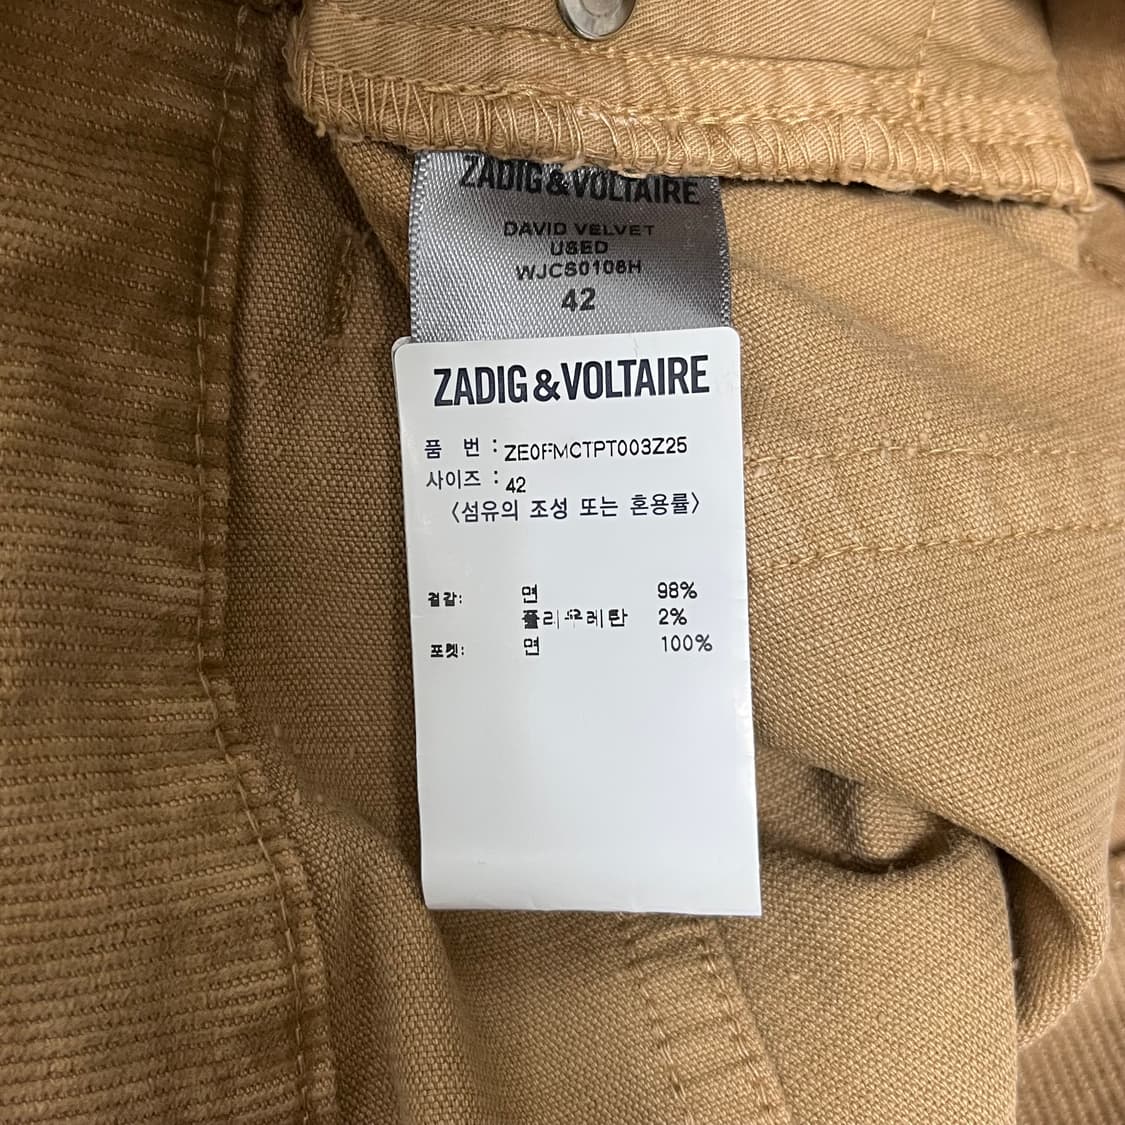 ZADIG&VOLTAIRE
DAVID VELVET
USED
WJCS0106H
42
ZADIG&VOLTAIRE
품 번 : ZE0FMCTPT003Z25
사이즈 : 42
〈섬유의 조성 또는 혼용률〉
겉감: 면 98%
폴리우레탄 2%
포켓: 면 100%